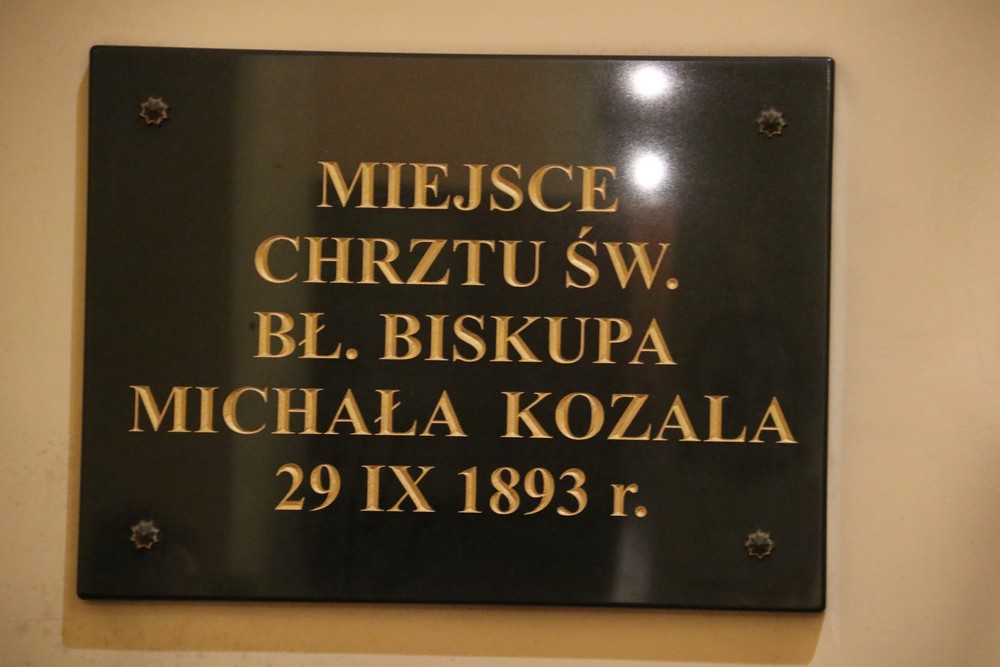 MIEJSCE
CHRZTU ŚW.
BŁ. BISKUPA
MICHAŁA KOZALA
29 IX 1893 r.